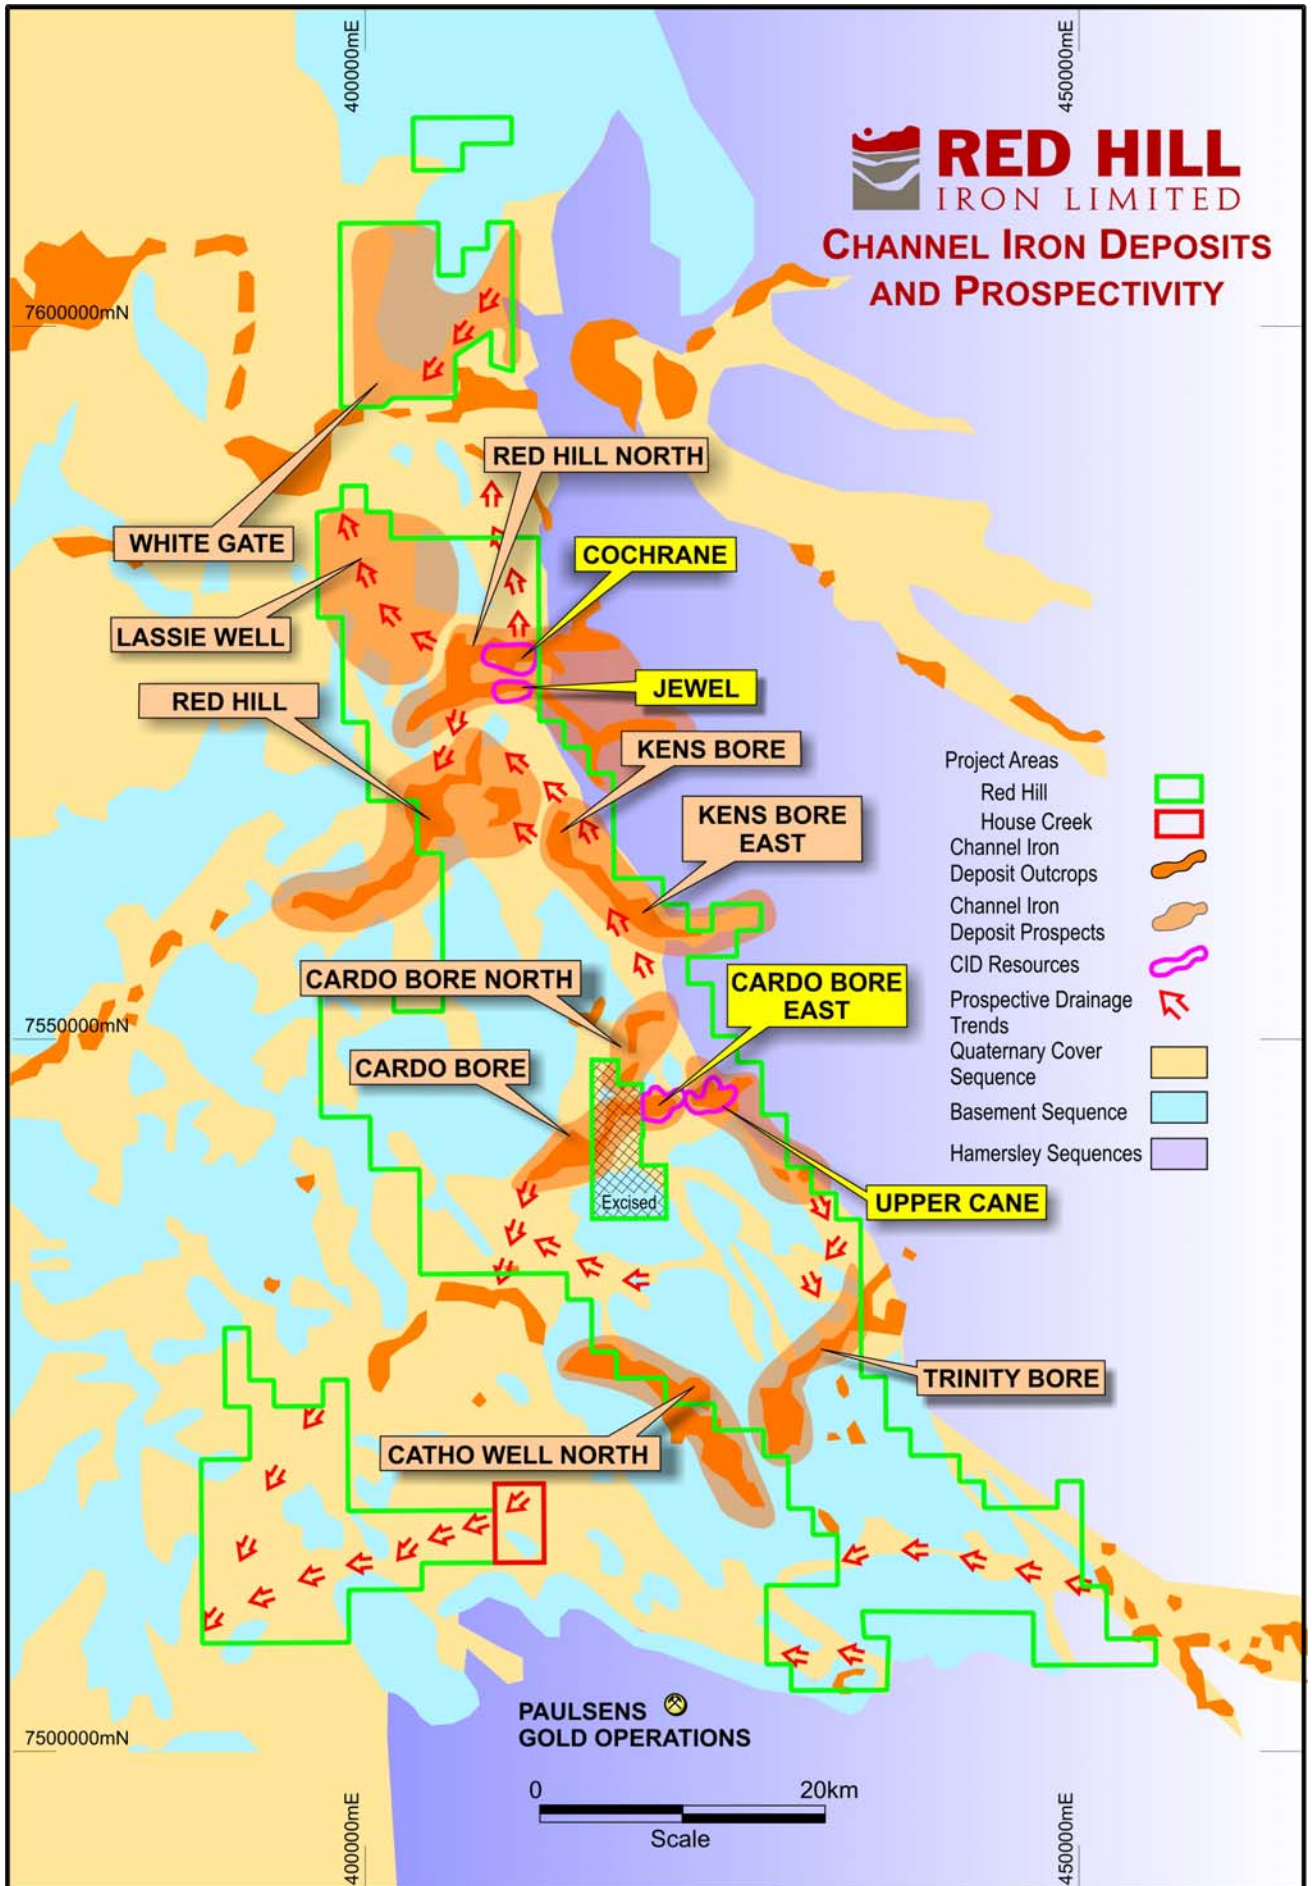 400000mE
450000mE
RED HILL
IRON LIMITED
CHANNEL IRON DEPOSITS
AND PROSPECTIVITY
7600000mN
RED HILL NORTH
WHITE GATE
COCHRANE
LASSIE WELL
JEWEL
RED HILL
KENS BORE
KENS BORE
EAST
Project Areas
Red Hill
House Creek
Channel Iron
Deposit Outcrops
Channel Iron
Deposit Prospects
CID Resources
Prospective Drainage
Trends
Quaternary Cover
Sequence
Basement Sequence
Hamersley Sequences
CARDO BORE NORTH
CARDO BORE
EAST
7550000mN
CARDO BORE
Excised
UPPER CANE
TRINITY BORE
CATHO WELL NORTH
PAULSENS
GOLD OPERATIONS
7500000mN
0
20km
Scale
400000mE
450000mE